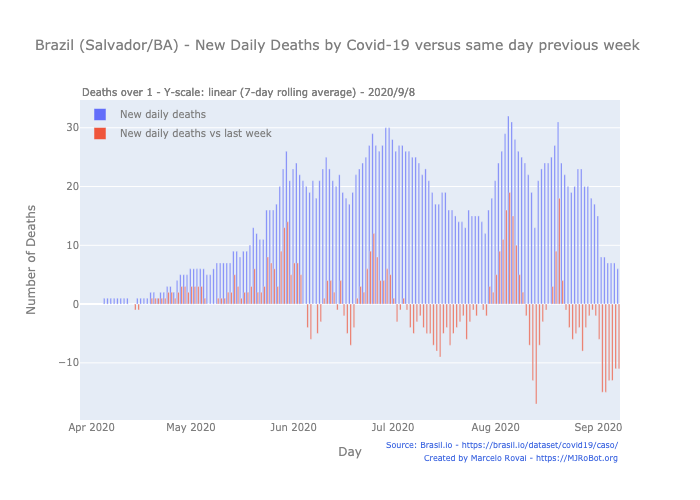 Brazil (Salvador/BA) - New Daily Deaths by Covid-19 versus same day previous week
Deaths over 1 - Y-scale: linear (7-day rolling average) - 2020/9/8
New daily deaths
New daily deaths vs last week
Number of Deaths
30
20
10
0
−10
Apr 2020
May 2020
Jun 2020
Jul 2020
Aug 2020
Sep 2020
Day
Source: Brasil.io - https://brasil.io/dataset/covid19/caso/
Created by Marcelo Rovai - https://MJRoBot.org